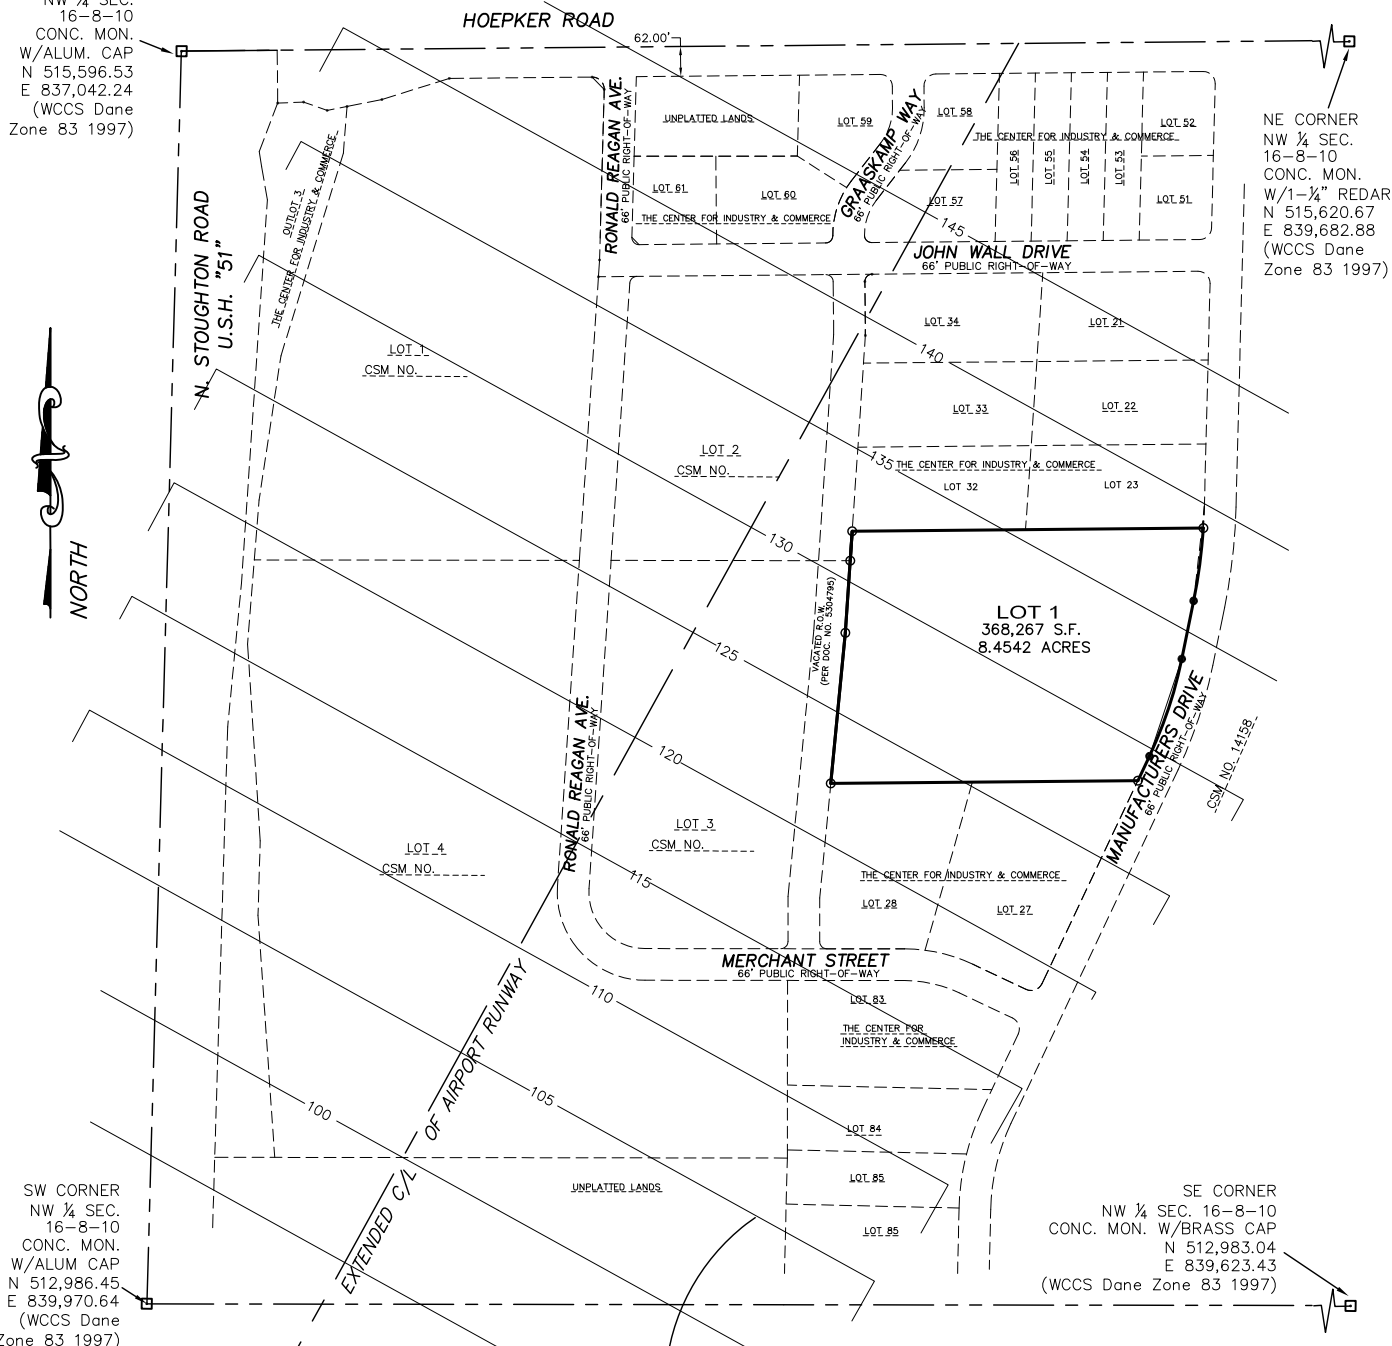 NW ¼ SEC.
16-8-10
CONC. MON.
W/ALUM. CAP
N 515,596.53
E 837,042.24
(WCCS Dane
Zone 83 1997)
HOEPKER ROAD
62.00'
NE CORNER
NW ¼ SEC.
16-8-10
CONC. MON.
W/1-¼" REDAR
N 515,620.67
E 839,682.88
(WCCS Dane
Zone 83 1997)
N. STOUGHTON ROAD
U.S.H. "51"
OUTLOT 3
THE CENTER FOR INDUSTRY & COMMERCE
RONALD REAGAN AVE.
66' PUBLIC RIGHT-OF-WAY
UNPLATTED LANDS
LOT 59
LOT 61
LOT 60
THE CENTER FOR INDUSTRY & COMMERCE
GRAASKAMP WAY
66' PUBLIC RIGHT-OF-WAY
LOT 58
THE CENTER FOR INDUSTRY & COMMERCE
LOT 52
LOT 56
LOT 55
LOT 54
LOT 53
LOT 57
LOT 51
145
JOHN WALL DRIVE
66' PUBLIC RIGHT-OF-WAY
LOT 34
LOT 21
140
LOT 1
CSM NO.
LOT 33
LOT 22
LOT 2
CSM NO.
135
THE CENTER FOR INDUSTRY & COMMERCE
LOT 32
LOT 23
130
NORTH
VACATED R.O.W.
(PER DOC. NO. 5304795)
LOT 1
368,267 S.F.
8.4542 ACRES
125
RONALD REAGAN AVE.
66' PUBLIC RIGHT-OF-WAY
120
MANUFACTURERS DRIVE
66' PUBLIC RIGHT-OF-WAY
CSM NO. 14158
LOT 3
CSM NO.
LOT 4
CSM NO.
115
THE CENTER FOR INDUSTRY & COMMERCE
LOT 28
LOT 27
MERCHANT STREET
66' PUBLIC RIGHT-OF-WAY
110
LOT 83
THE CENTER FOR
INDUSTRY & COMMERCE
105
100
EXTENDED C/L
OF AIRPORT RUNWAY
LOT 84
LOT 85
UNPLATTED LANDS
LOT 85
SW CORNER
NW ¼ SEC.
16-8-10
CONC. MON.
W/ALUM CAP
N 512,986.45
E 839,970.64
(WCCS Dane
Zone 83 1997)
SE CORNER
NW ¼ SEC. 16-8-10
CONC. MON. W/BRASS CAP
N 512,983.04
E 839,623.43
(WCCS Dane Zone 83 1997)